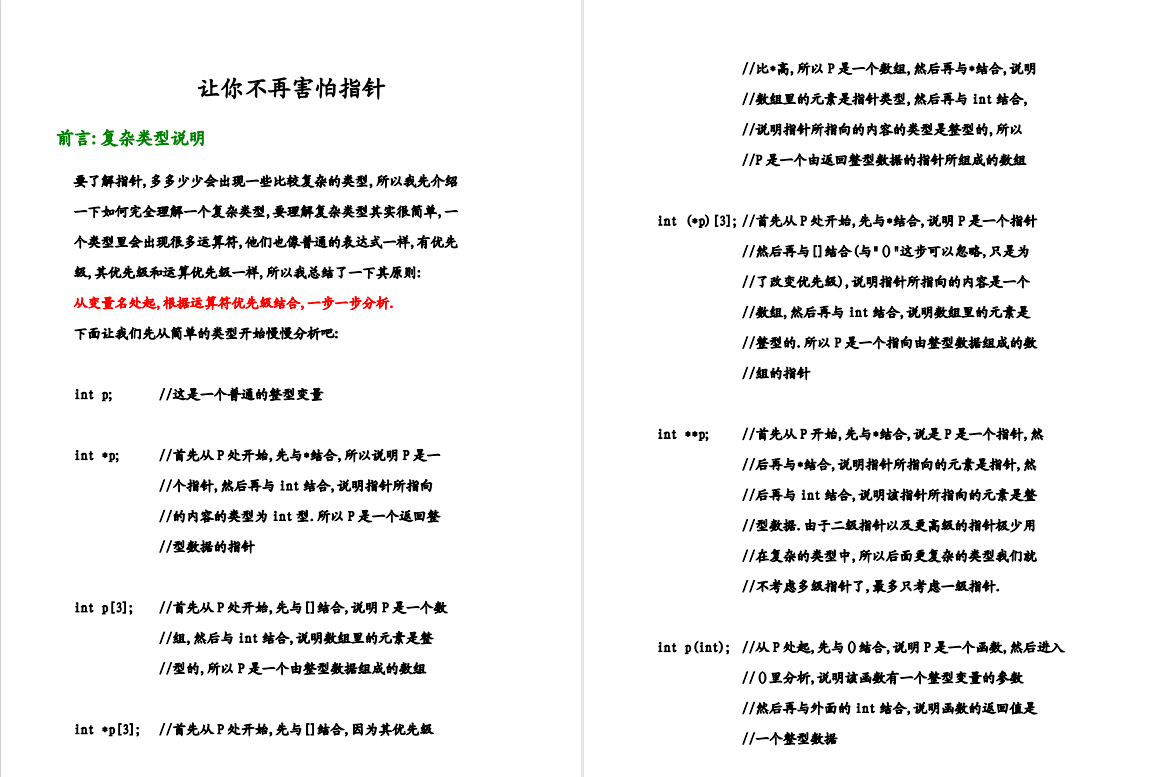 让你不再害怕指针
前言:复杂类型说明
要了解指针,多多少少会出现一些比较复杂的类型,所以我先介绍
一下如何完全理解一个复杂类型,要理解复杂类型其实很简单,一
个类型里会出现很多运算符,他们也像普通的表达式一样,有优先
级,其优先级和运算优先级一样,所以我总结了一下其原则:
从变量名处起,根据运算符优先级结合,一步一步分析.
下面让我们先从简单的类型开始慢慢分析吧:
int p; //这是一个普通的整型变量
int *p; //首先从 P 处开始,先与*结合,所以说明 P 是一
//个指针,然后再与 int 结合,说明指针所指向
//的内容的类型为 int 型.所以 P 是一个返回整
//型数据的指针
int p[3]; //首先从 P 处开始,先与[]结合,说明 P 是一个数
//组,然后与 int 结合,说明数组里的元素是整
//型的,所以 P 是一个由整型数据组成的数组
int *p[3]; //首先从 P 处开始,先与[]结合,因为其优先级
//比*高,所以 P 是一个数组,然后再与*结合,说明
//数组里的元素是指针类型,然后再与 int 结合,
//说明指针所指向的内容的类型是整型的,所以
//P 是一个由返回整型数据的指针所组成的数组
int (*p)[3]; //首先从 P 处开始,先与*结合,说明 P 是一个指针
//然后再与[]结合(与"()"这步可以忽略,只是为
//了改变优先级),说明指针所指向的内容是一个
//数组,然后再与 int 结合,说明数组里的元素是
//整型的.所以 P 是一个指向由整型数据组成的数
//组的指针
int **p; //首先从 P 开始,先与*结合,说是 P 是一个指针,然
//后再与*结合,说明指针所指向的元素是指针,然
//后再与 int 结合,说明该指针所指向的元素是整
//型数据.由于二级指针以及更高级的指针极少用
//在复杂的类型中,所以后面更复杂的类型我们就
//不考虑多级指针了,最多只考虑一级指针.
int p(int); //从 P 处起,先与()结合,说明 P 是一个函数,然后进入
//()里分析,说明该函数有一个整型变量的参数
//然后再与外面的 int 结合,说明函数的返回值是
//一个整型数据